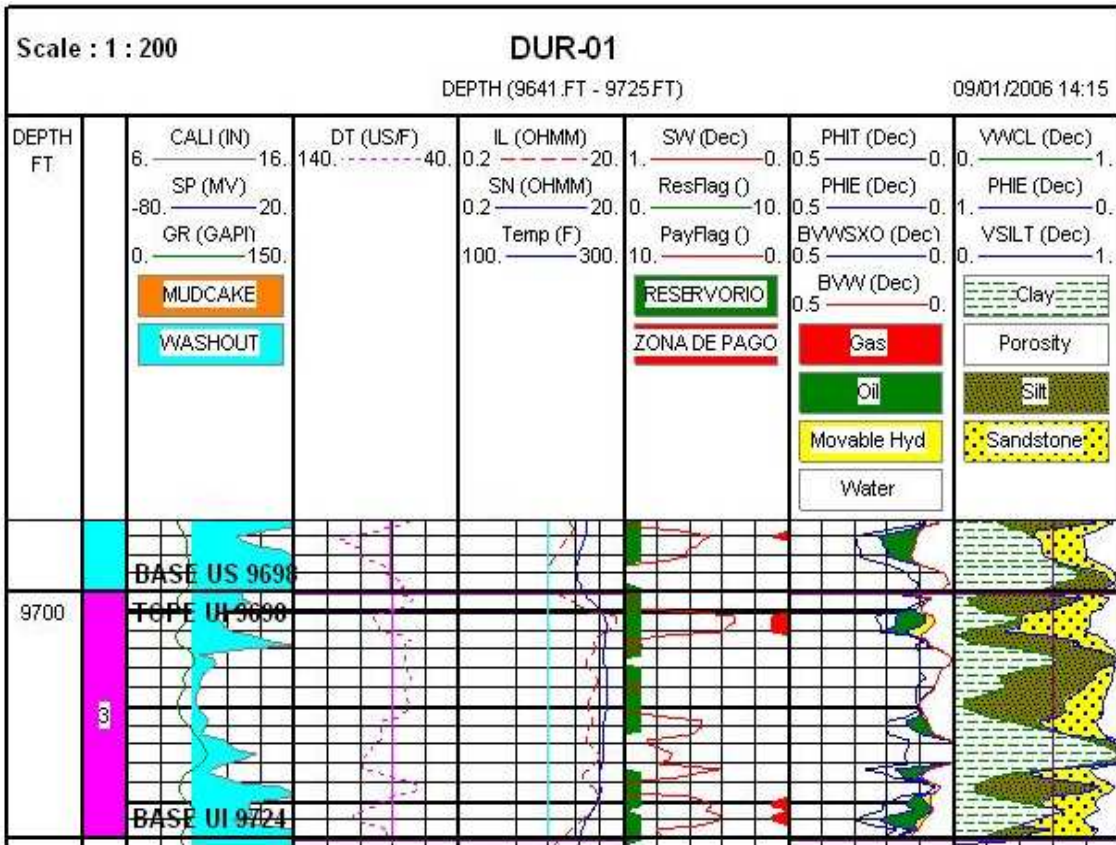 Scale : 1 : 200
DUR-01
DEPTH (9641.FT - 9725.FT)
09/01/2006 14:15
DEPTH
FT
CALI (IN)
6. 16.
SP (MV)
-80. 20.
GR (GAPI)
0. 150.
MUDCAKE
WASHOUT
DT (US/F)
140. 40.
IL (OHMM)
0.2 20.
SN (OHMM)
0.2 20.
Temp (F)
100. 300.
SW (Dec)
1. 0.
ResFlag ()
0. 10.
PayFlag ()
10. 0.
RESERVORIO
ZONA DE PAGO
PHIT (Dec)
0.5 0.
PHIE (Dec)
0.5 0.
BVWSXO (Dec)
0.5 0.
BVW (Dec)
0.5 0.
Gas
Oil
Movable Hyd
Water
VWCL (Dec)
0. 1.
PHIE (Dec)
1. 0.
VSILT (Dec)
0. 1.
Clay
Porosity
Silt
Sandstone
BASE US 9698
9700
TOPE UI 9698
3
BASE UI 9724